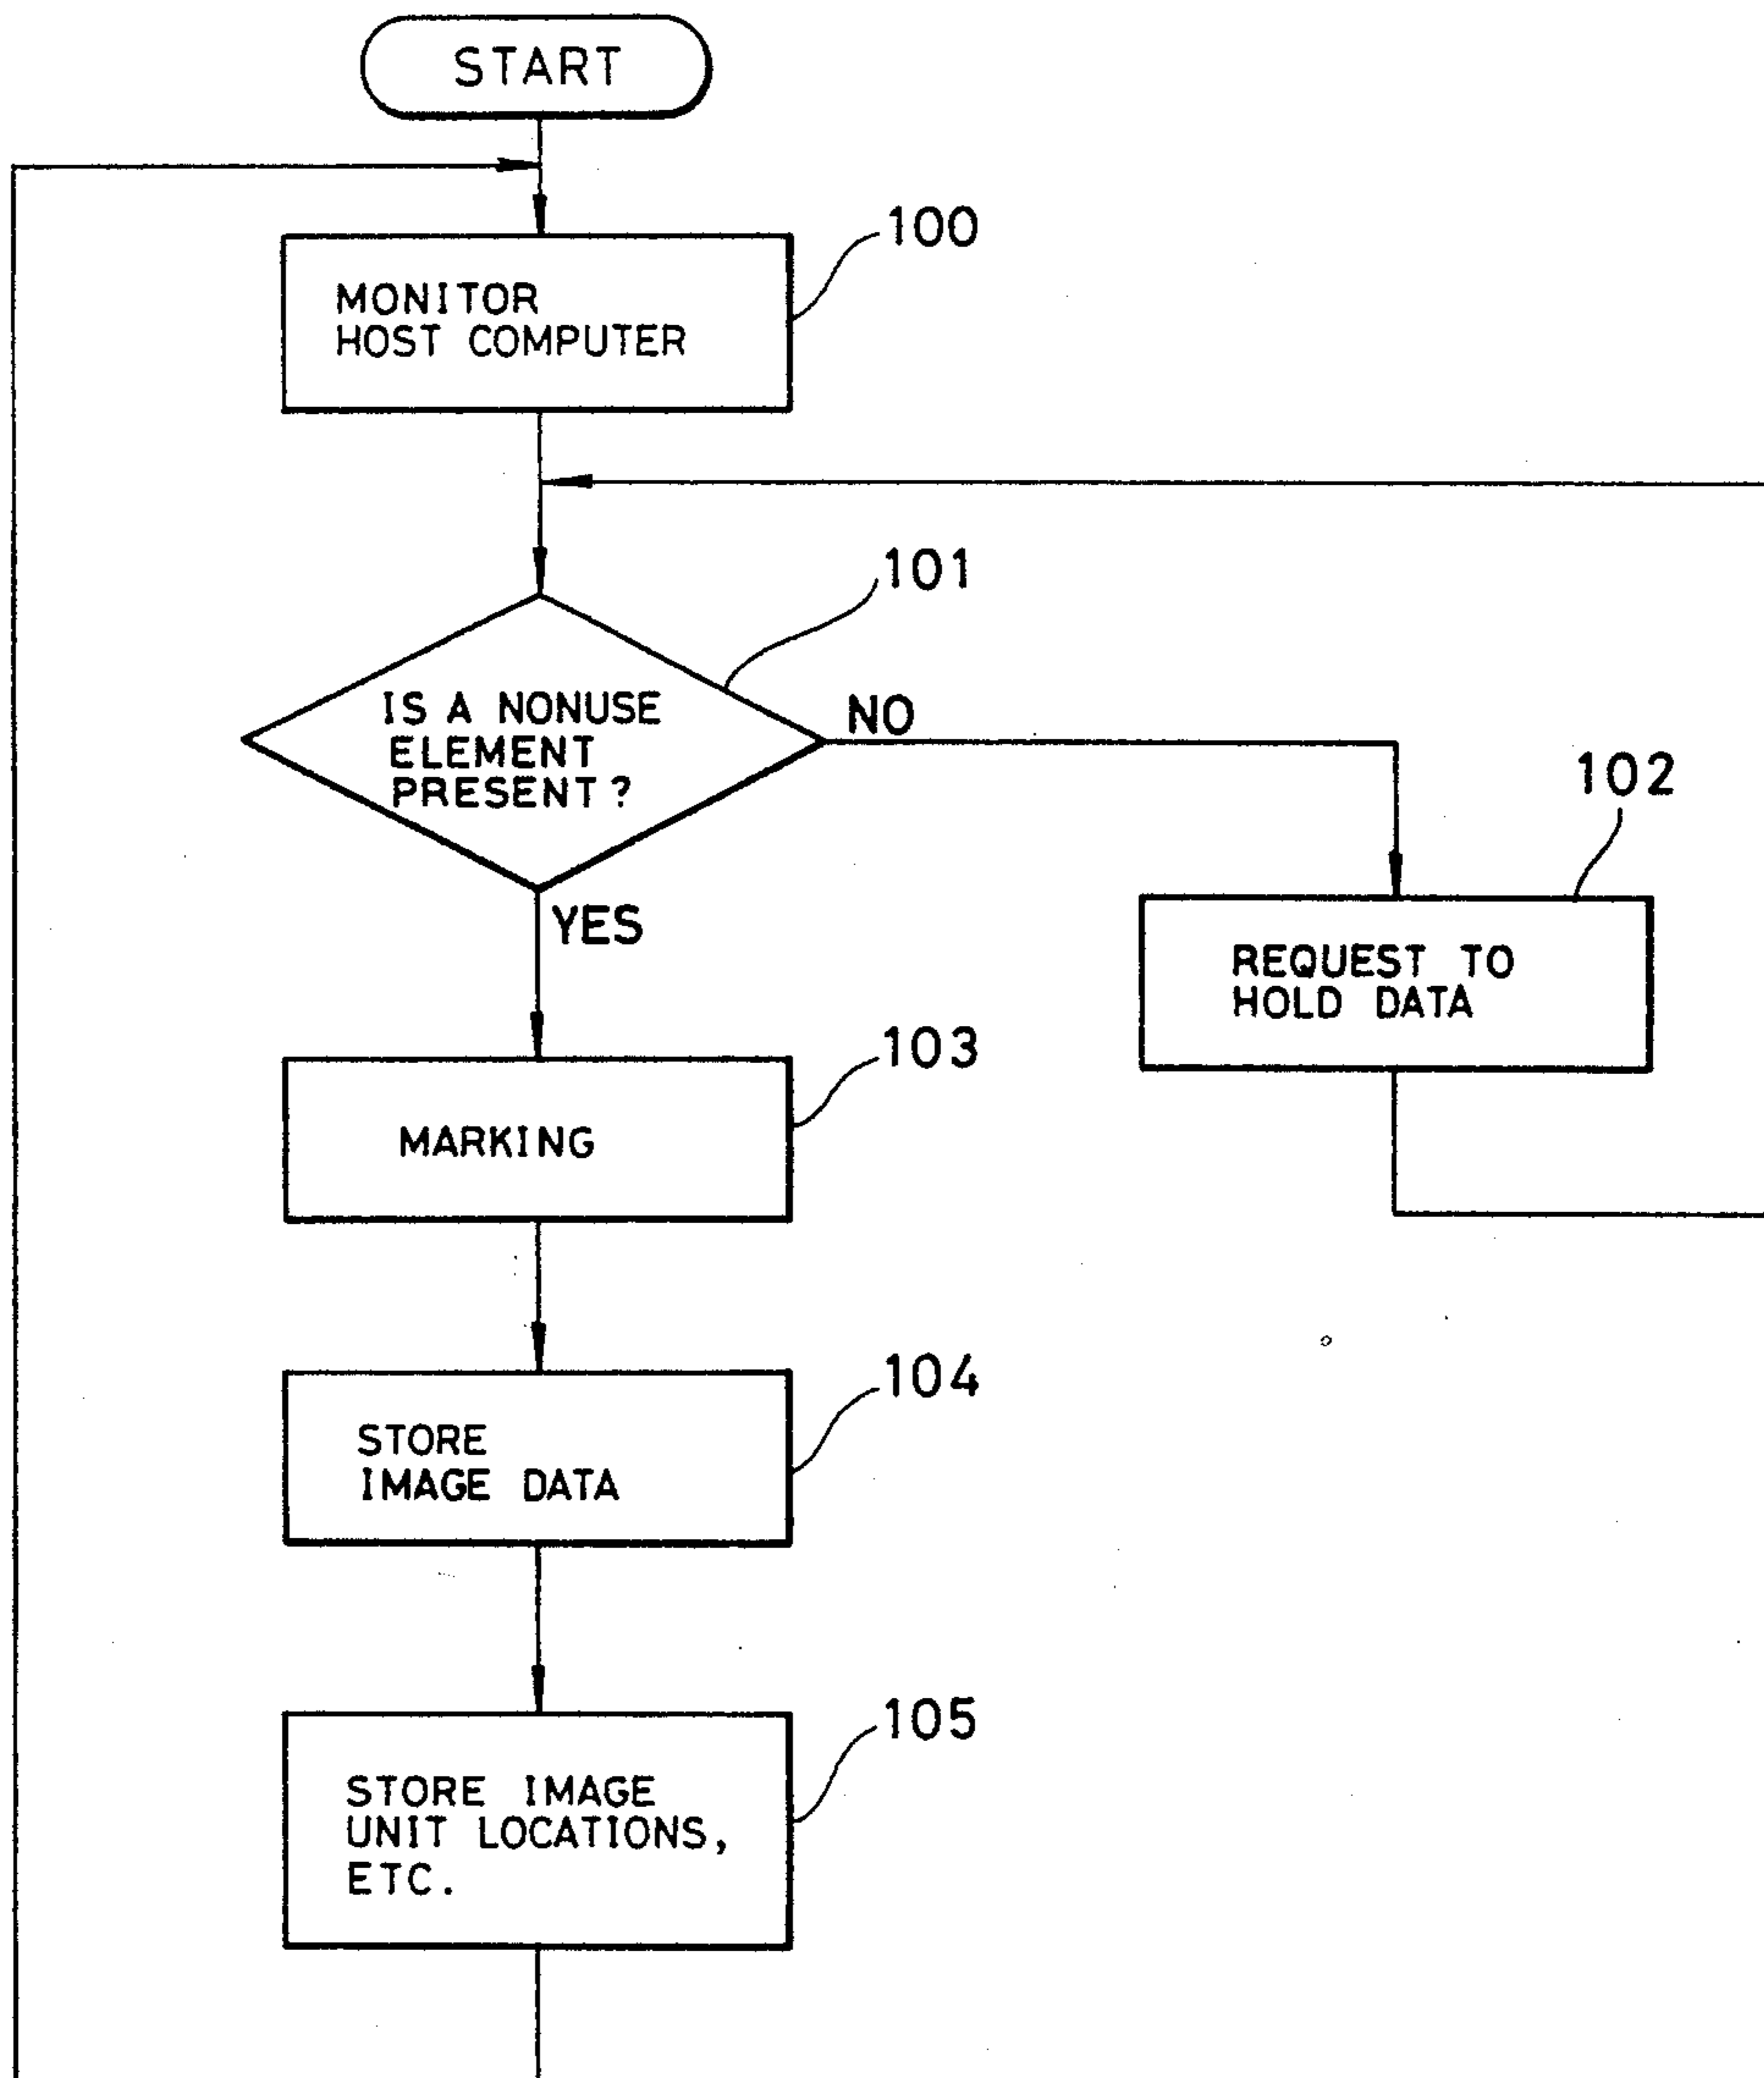 START
100
MONITOR
HOST COMPUTER
101
IS A NONUSE
ELEMENT
PRESENT?
NO
102
REQUEST TO
HOLD DATA
YES
103
MARKING
104
STORE
IMAGE DATA
105
STORE IMAGE
UNIT LOCATIONS,
ETC.